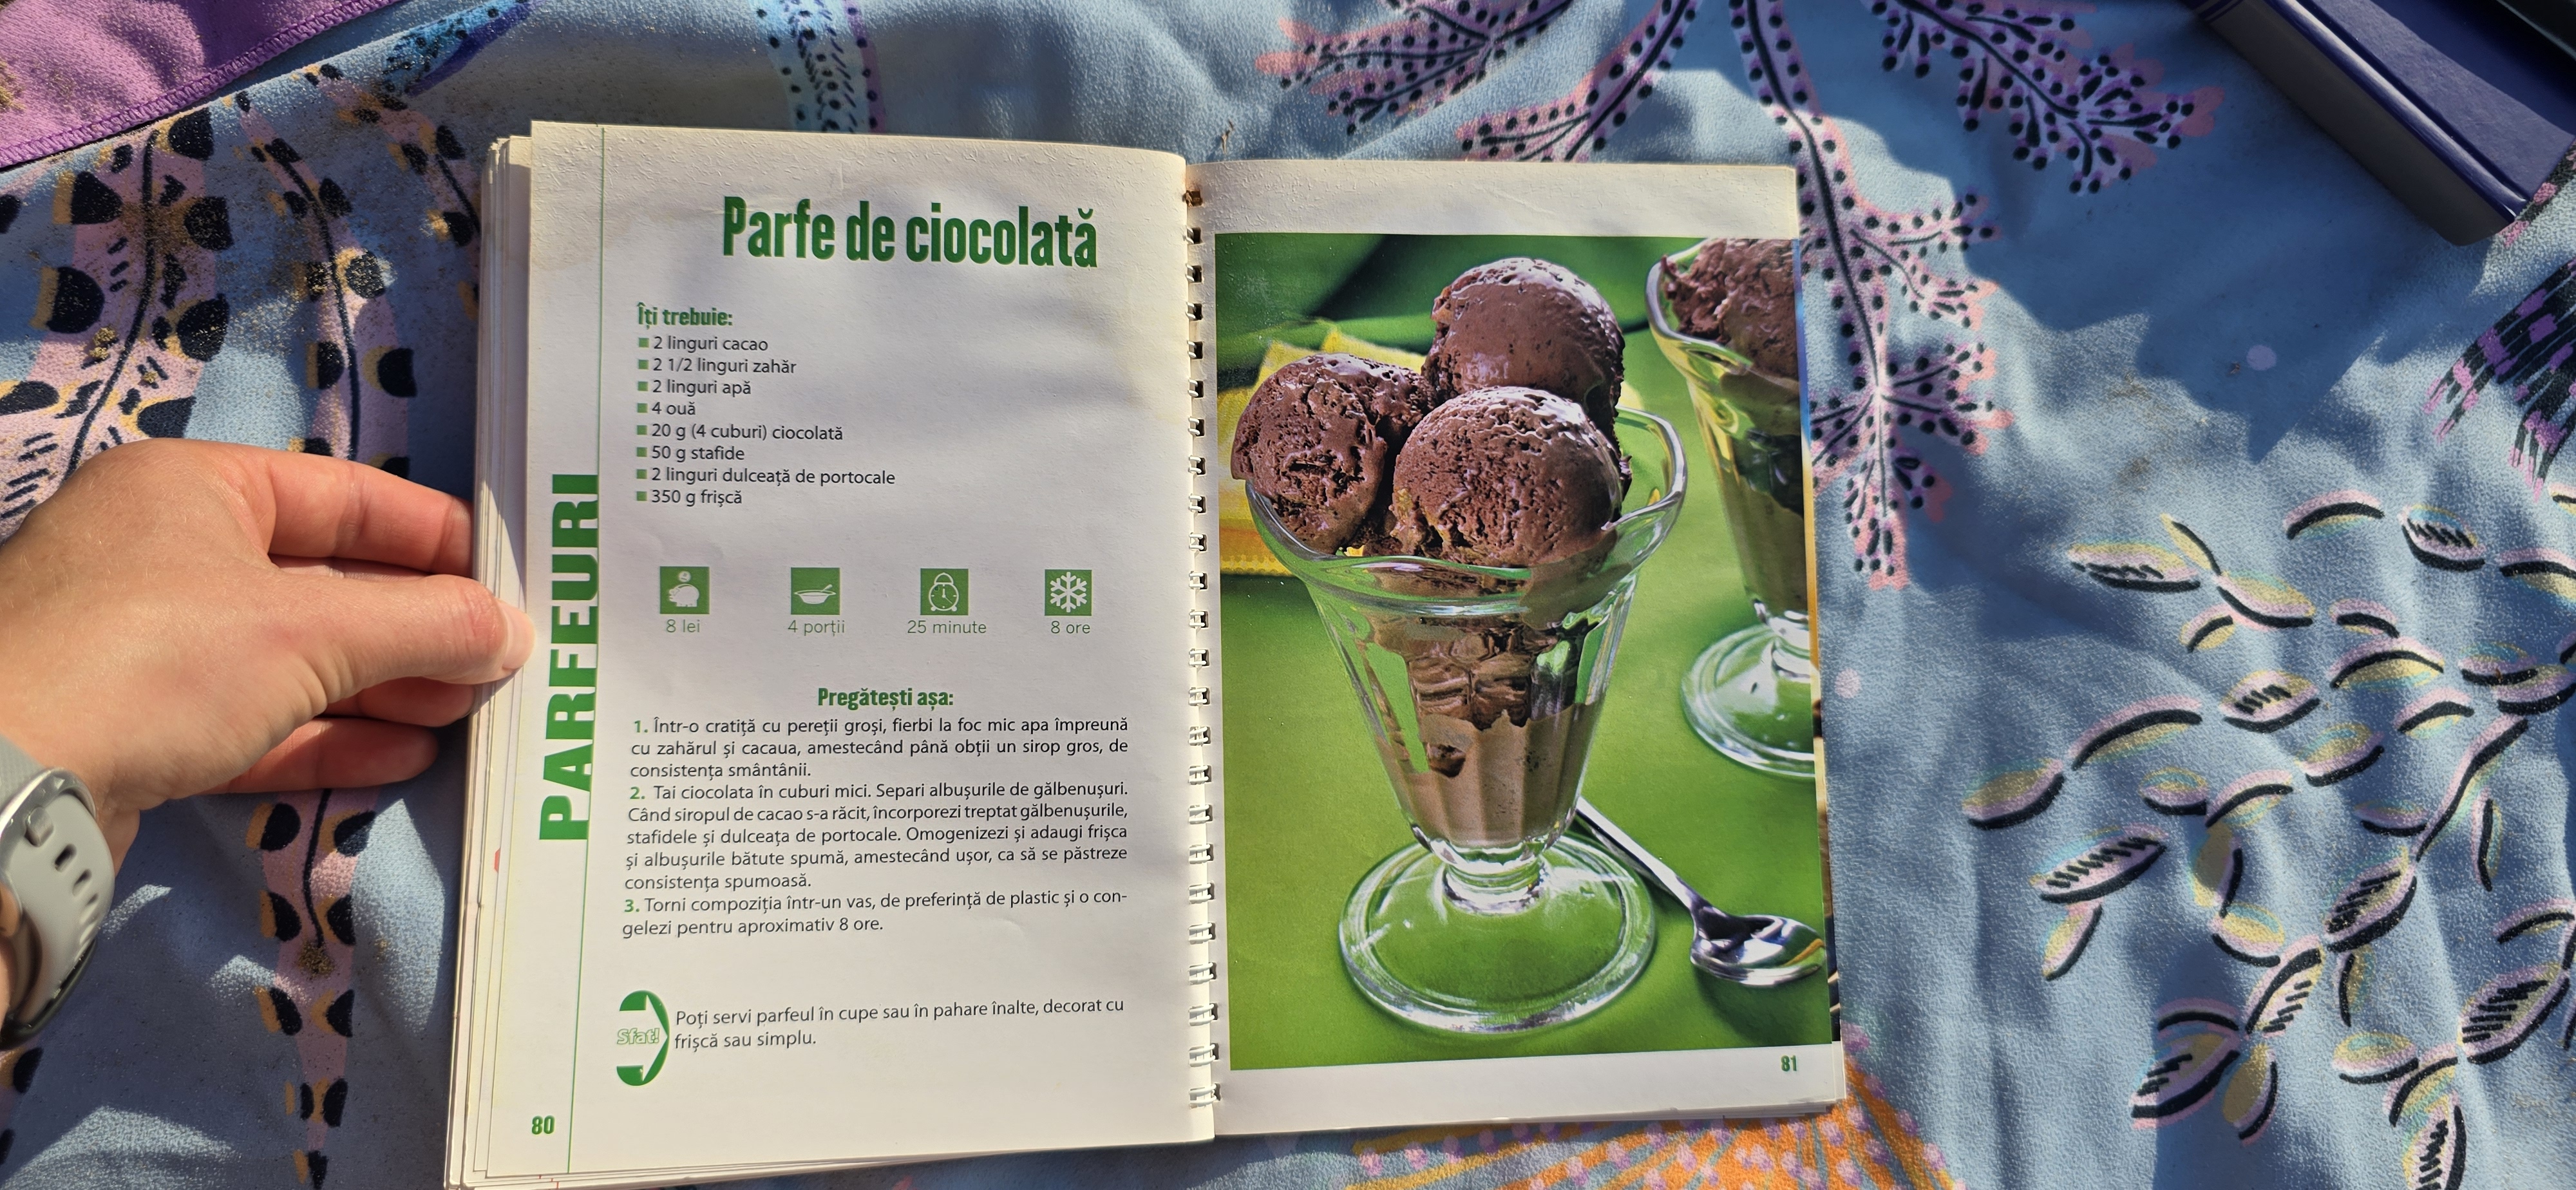 Parfe de ciocolată
Îți trebuie:
2 linguri cacao
2 1/2 linguri zahăr
2 linguri apă
4 ouă
20 g (4 cuburi) ciocolată
50 g stafide
2 linguri dulceață de portocale
350 g frișcă
8 lei
4 porții
25 minute
8 ore
Pregătești așa:
1. Într-o cratiță cu pereții groși, fierbi la foc mic apa împreună
cu zahărul și cacaua, amestecând până obții un sirop gros, de
consistența smântânii.
2. Tai ciocolata în cuburi mici. Separi albușurile de gălbenușuri.
Când siropul de cacao s-a răcit, încorporezi treptat gălbenușurile,
stafidele și dulceața de portocale. Omogenizezi și adaugi frișca
și albușurile bătute spumă, amestecând ușor, ca să se păstreze
consistența spumoasă.
3. Torni compoziția într-un vas, de preferință de plastic și o con-
gelezi pentru aproximativ 8 ore.
Sfat!
Poți servi parfeul în cupe sau în pahare înalte, decorat cu
frișcă sau simplu.
PARFEURI
80
81